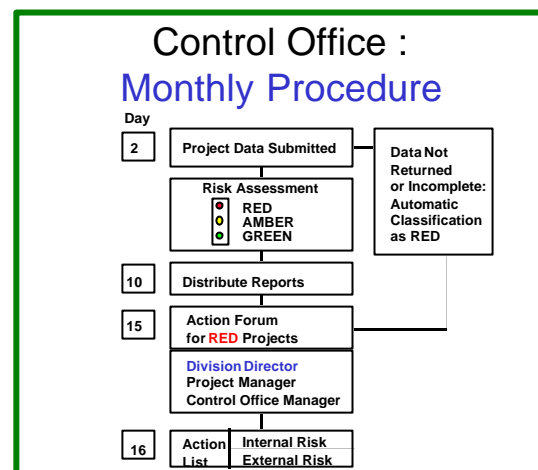 Control Office :
Monthly Procedure
Day
2
Project Data Submitted
Data Not
Returned
or Incomplete:
Automatic
Classification
as RED
Risk Assessment
RED
AMBER
GREEN
10
Distribute Reports
15
Action Forum
for RED Projects
Division Director
Project Manager
Control Office Manager
16
Action
List
Internal Risk
External Risk